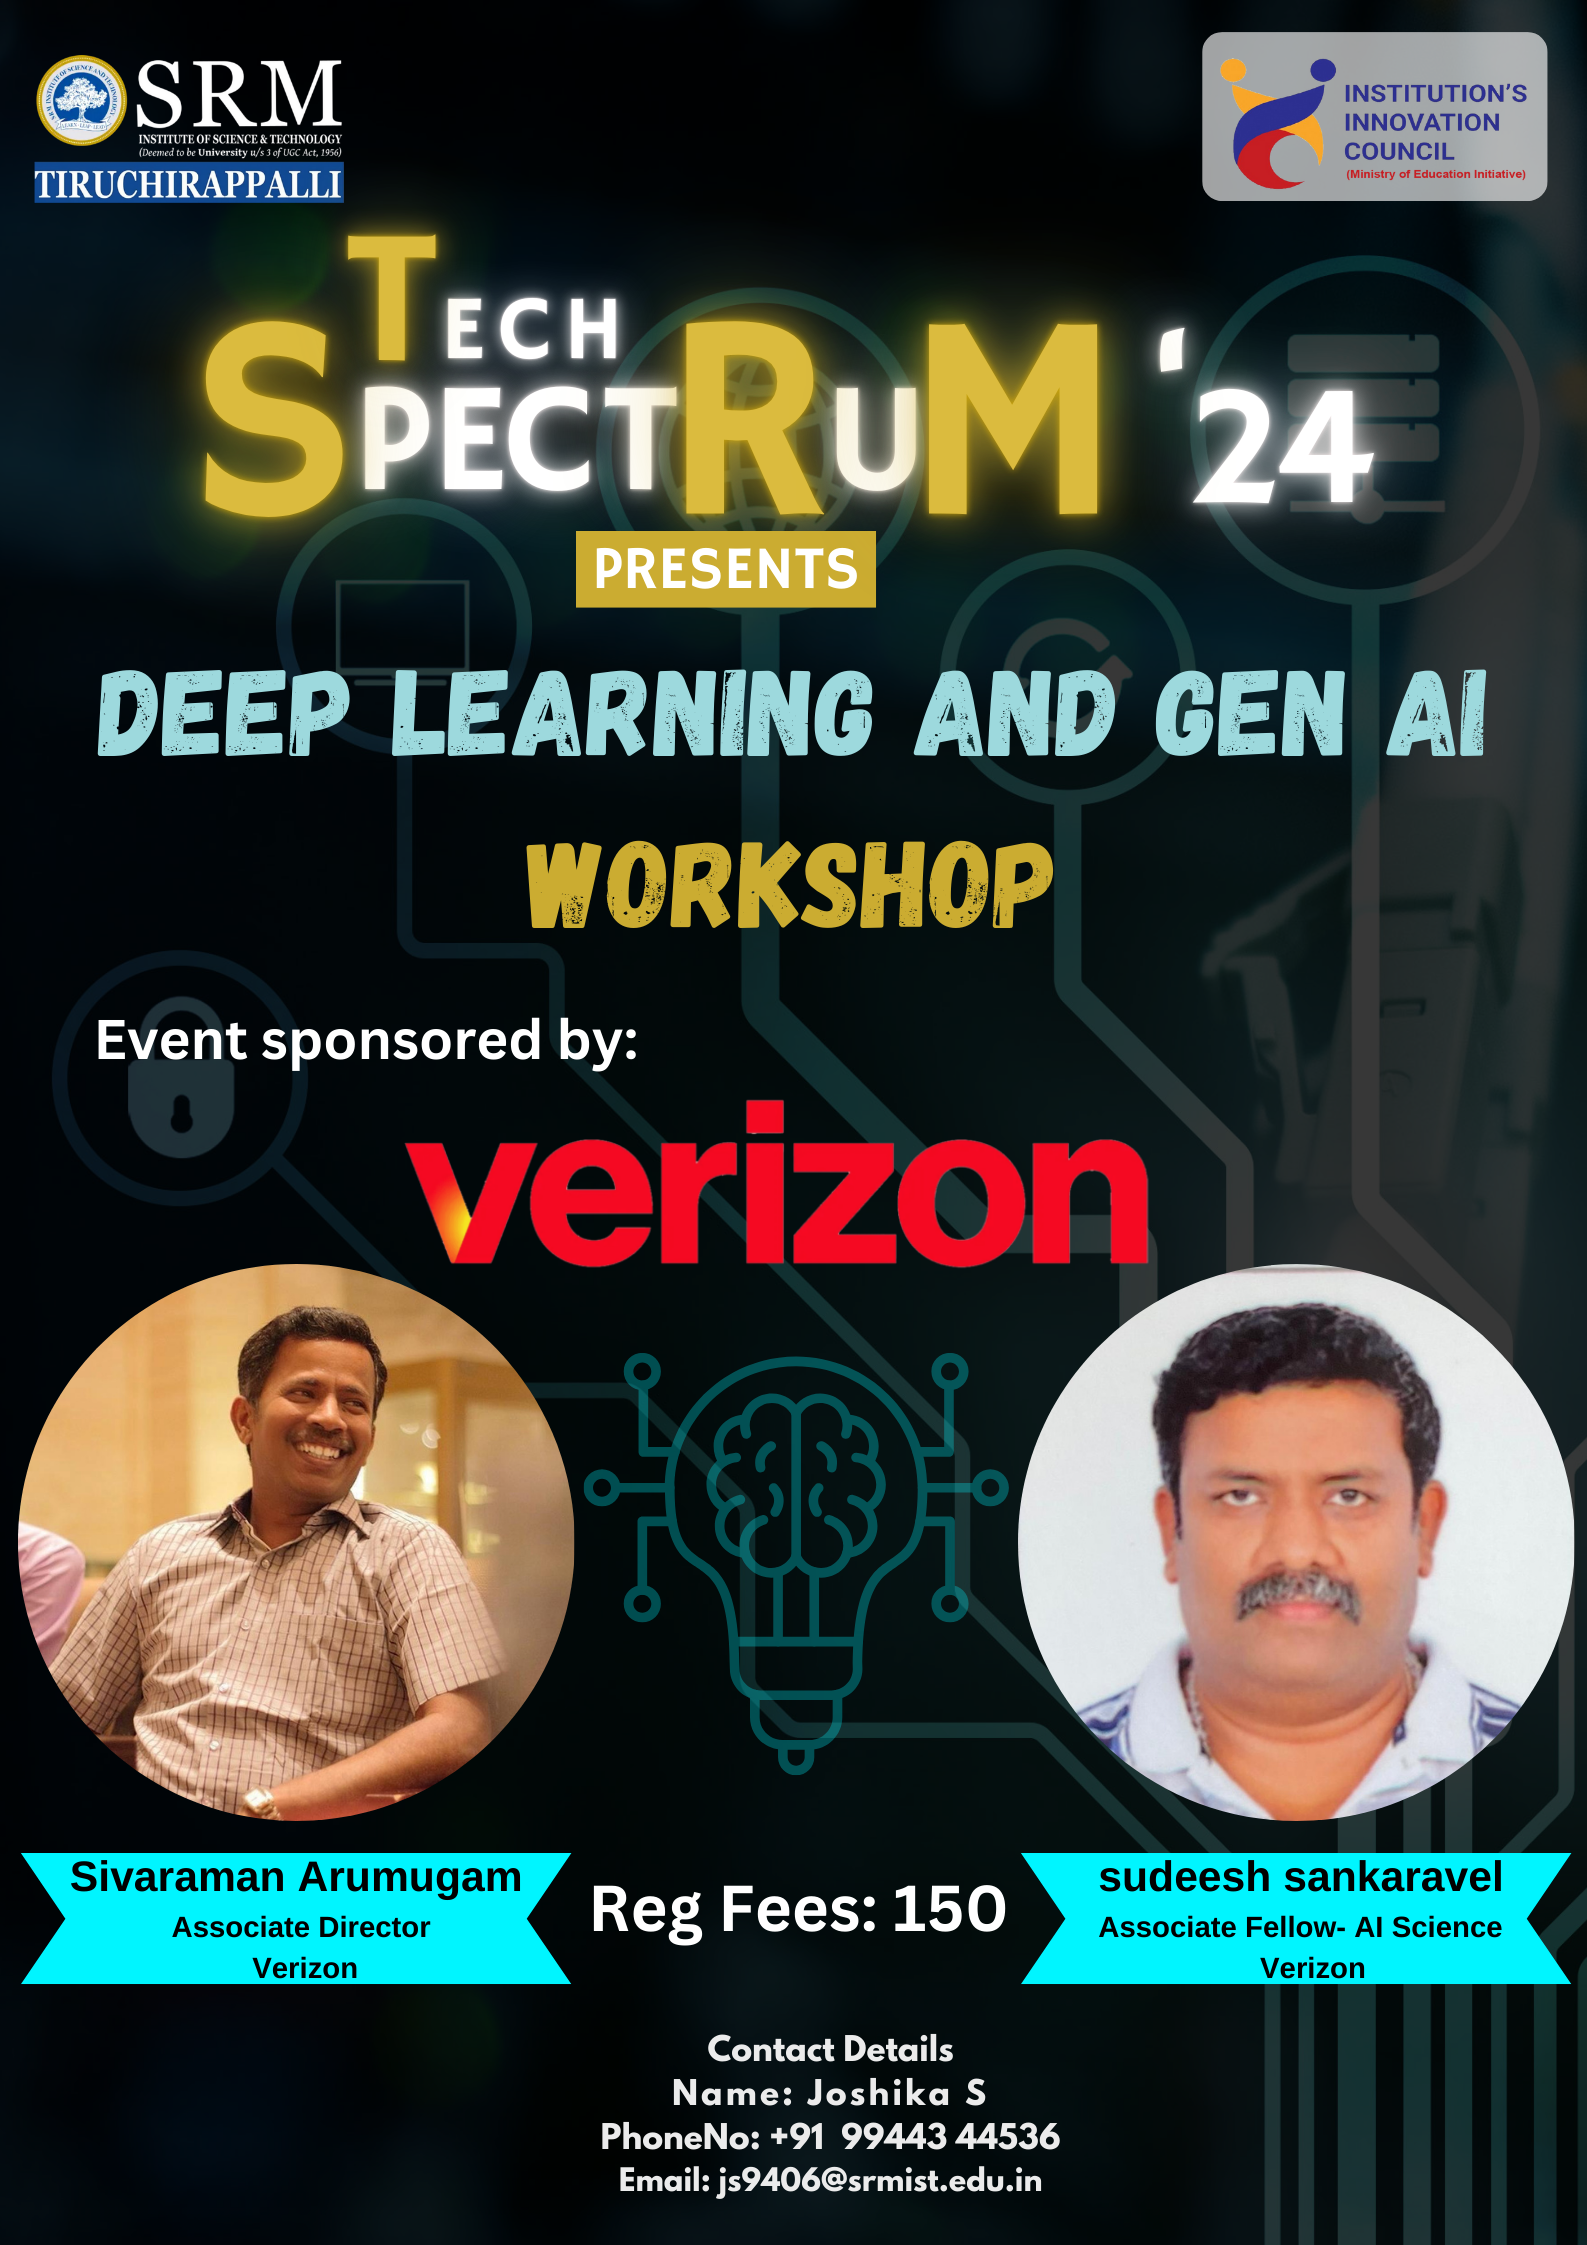 SRM
INSTITUTE OF SCIENCE & TECHNOLOGY
(Deemed to be University u/s 3 of UGC Act, 1956)
TIRUCHIRAPPALLI
INSTITUTION'S
INNOVATION
COUNCIL
(Ministry of Education Initiative)
TECH
SPECTRUM '24
PRESENTS
DEEP LEARNING AND GEN AI
WORKSHOP
Event sponsored by:
verizon
Sivaraman Arumugam
Associate Director
Verizon
Reg Fees: 150
sudeesh sankaravel
Associate Fellow- AI Science
Verizon
Contact Details
Name: Joshika S
PhoneNo: +91 99443 44536
Email: js9406@srmist.edu.in